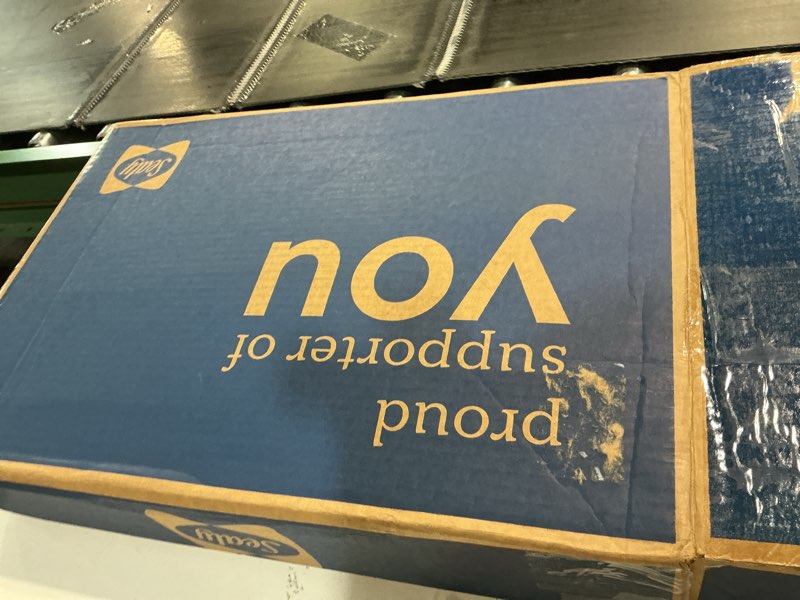 proud
supporter of
you
Sealy
Sealy